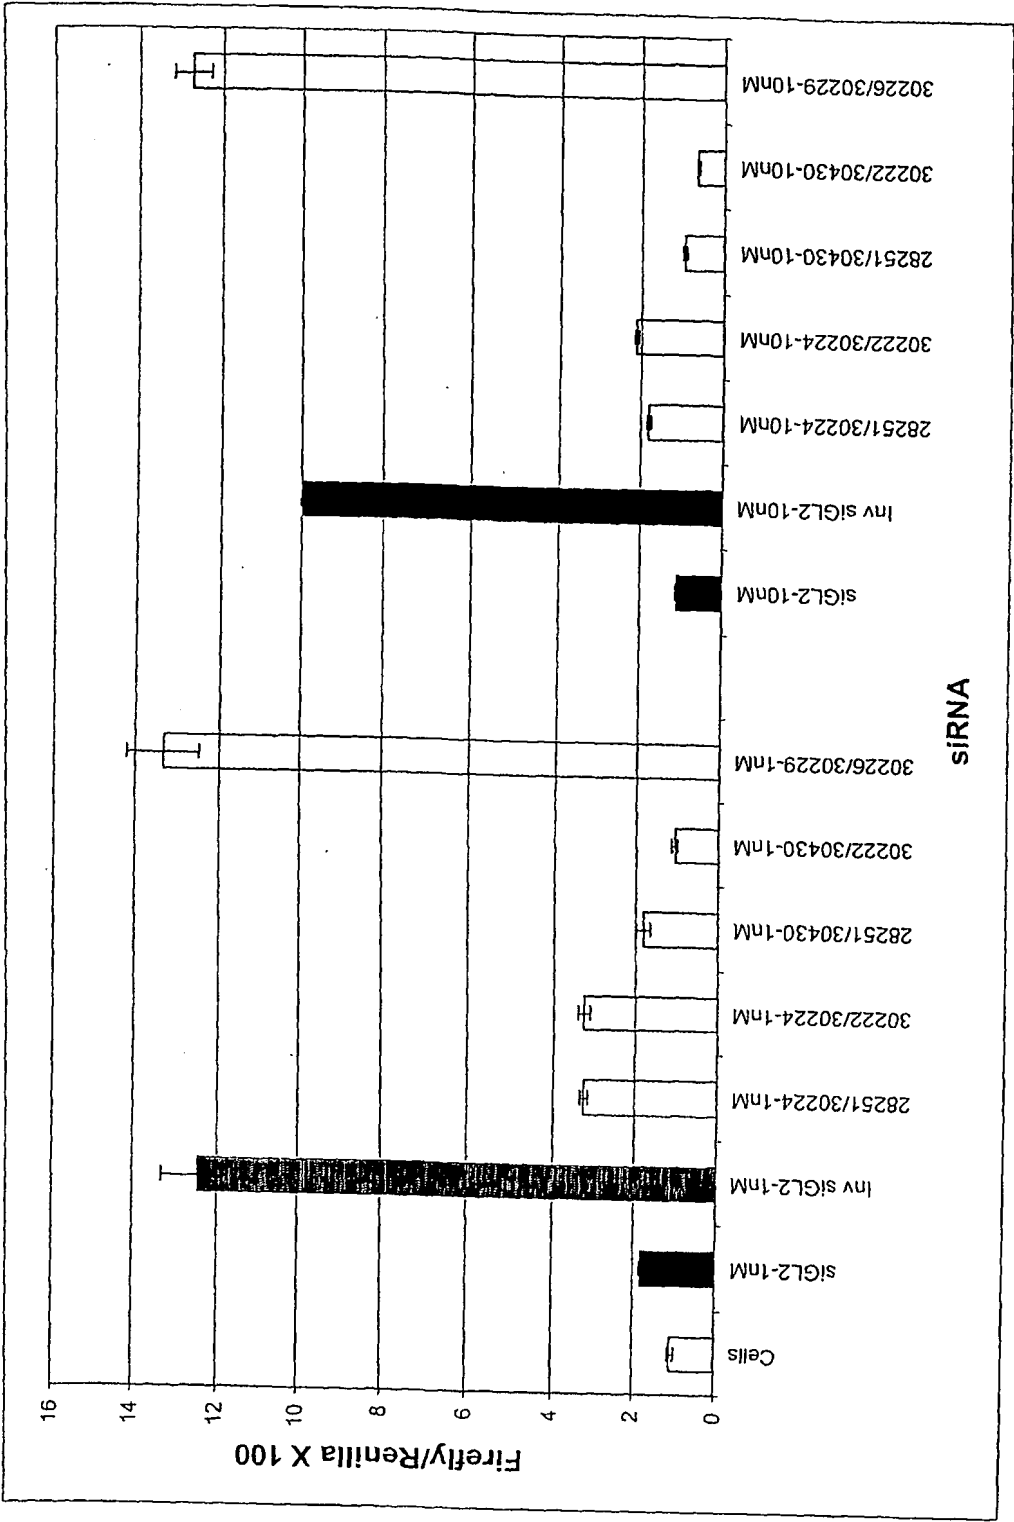 Firefly/Renilla X 100
16
14
12
10
8
6
4
2
0
Cells
siGL2-1nM
Inv siGL2-1nM
28251/30224-1nM
30222/30224-1nM
28251/30430-1nM
30222/30430-1nM
30226/30229-1nM
siGL2-10nM
Inv siGL2-10nM
28251/30224-10nM
30222/30224-10nM
28251/30430-10nM
30222/30430-10nM
30226/30229-10nM
siRNA